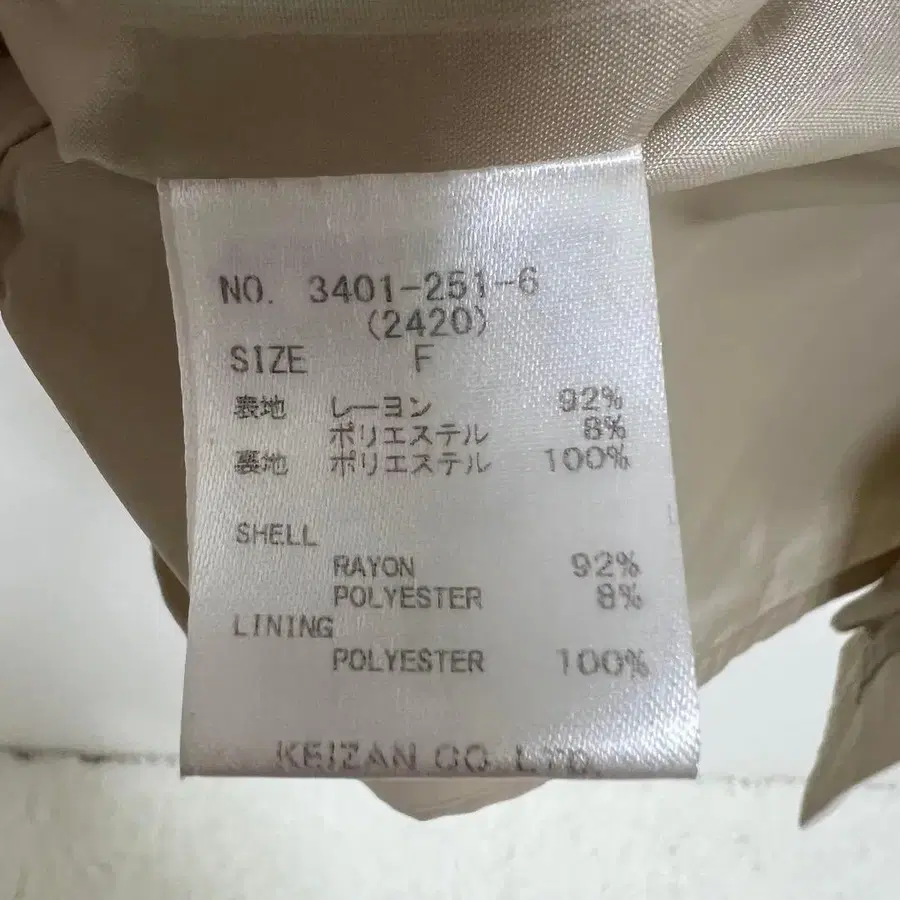 NO. 3401-251-6
(2420)
SIZE F
表地 レーヨン 92%
ポリエステル 8%
裏地 ポリエステル 100%
SHELL
RAYON 92%
POLYESTER 8%
LINING
POLYESTER 100%
KEIZAN CO. LTD.